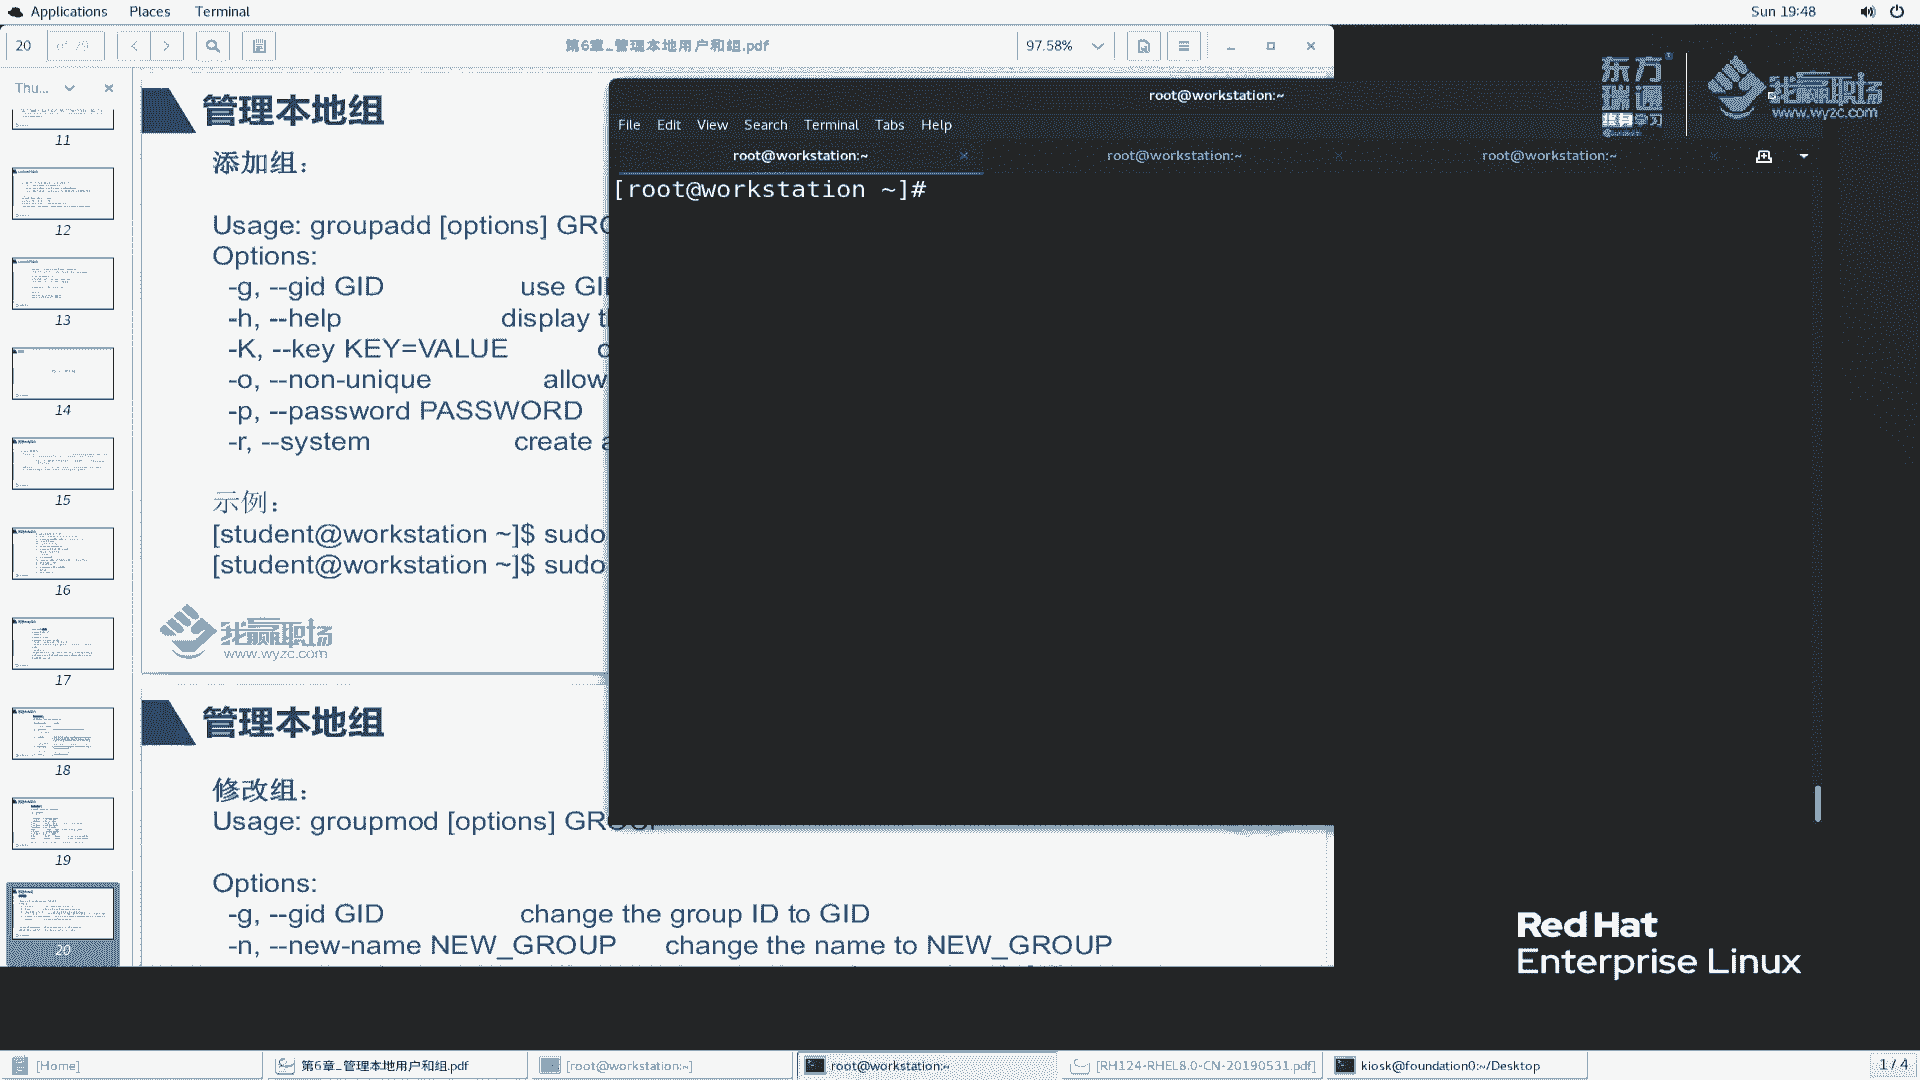 Applications Places Terminal Sun 19:48
20 第6章_管理本地用户和组.pdf 97.58%
Thu...
11
12
13
14
15
16
17
18
19
20
管理本地组
添加组：
Usage: groupadd [options] GRO
Options:
-g, --gid GID use GI
-h, --help display t
-K, --key KEY=VALUE
-o, --non-unique allow
-p, --password PASSWORD
-r, --system create a
示例：
[student@workstation ~]$ sudo
[student@workstation ~]$ sudo
我赢职场
www.wyzc.com
管理本地组
修改组：
Usage: groupmod [options] GROUP
Options:
-g, --gid GID change the group ID to GID
-n, --new-name NEW_GROUP change the name to NEW_GROUP
root@workstation:~
File Edit View Search Terminal Tabs Help
root@workstation:~ root@workstation:~ root@workstation:~
[root@workstation ~]#
东方
瑞通
终身学习
我赢职场
www.wyzc.com
Red Hat
Enterprise Linux
[Home] 第6章_管理本地用户和组.pdf [root@workstation:~] root@workstation:~ [RH124-RHEL8.0-CN-20190531.pdf] kiosk@foundation0:~/Desktop 1 / 4